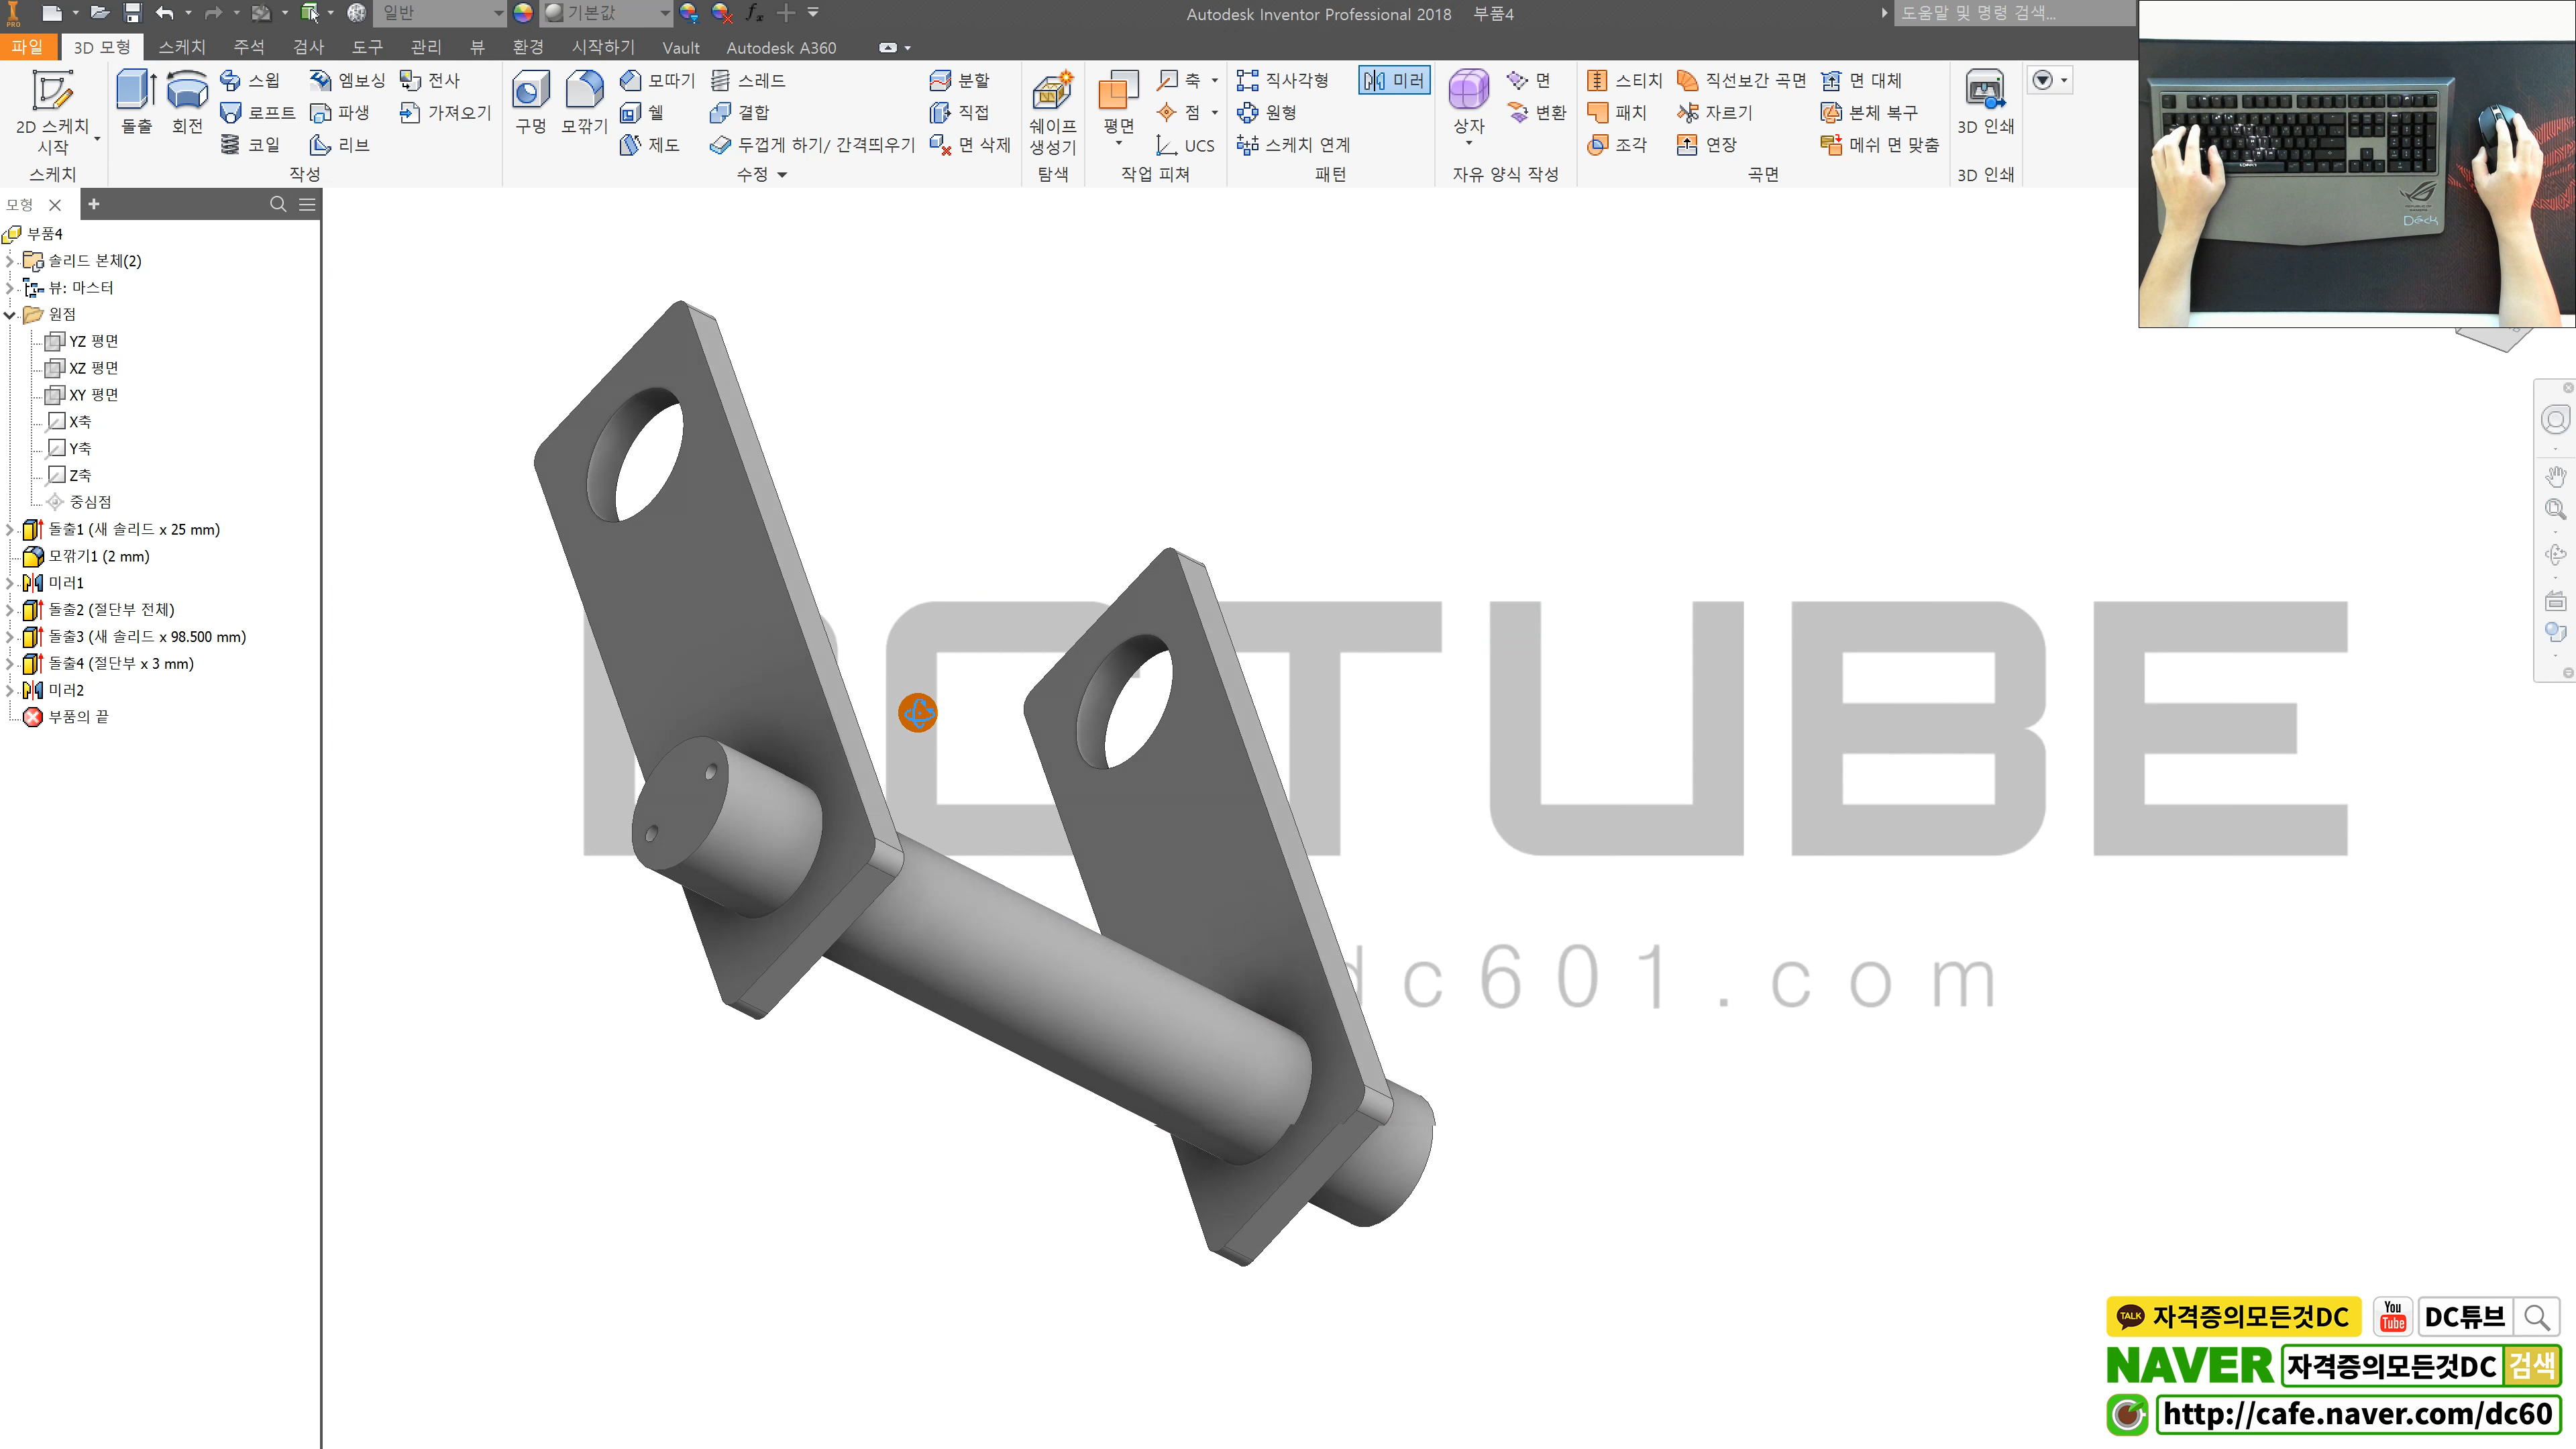 PRO
일반
기본값
fx
Autodesk Inventor Professional 2018 부품4
도움말 및 명령 검색...
파일 3D 모형 스케치 주석 검사 도구 관리 뷰 환경 시작하기 Vault Autodesk A360
2D 스케치 시작
돌출
회전
스윕
로프트
코일
엠보싱
파생
리브
전사
가져오기
구멍
모깎기
모따기
쉘
제도
스레드
결합
두껍게 하기/ 간격띄우기
분할
직접
면 삭제
쉐이프 생성기
평면
축
점
UCS
직사각형
원형
스케치 연계
미러
상자
면
변환
스티치
패치
조각
직선보간 곡면
자르기
연장
면 대체
본체 복구
메쉬 면 맞춤
3D 인쇄
스케치 작성 수정 탐색 작업 피쳐 패턴 자유 양식 작성 곡면 3D 인쇄
모형
부품4
솔리드 본체(2)
뷰: 마스터
원점
YZ 평면
XZ 평면
XY 평면
X축
Y축
Z축
중심점
돌출1 (새 솔리드 x 25 mm)
모깎기1 (2 mm)
미러1
돌출2 (절단부 전체)
돌출3 (새 솔리드 x 98.500 mm)
돌출4 (절단부 x 3 mm)
미러2
부품의 끝
TUBE
dc601.com
Deck
TALK 자격증의모든것DC
You Tube DC튜브
NAVER 자격증의모든것DC 검색
http://cafe.naver.com/dc60